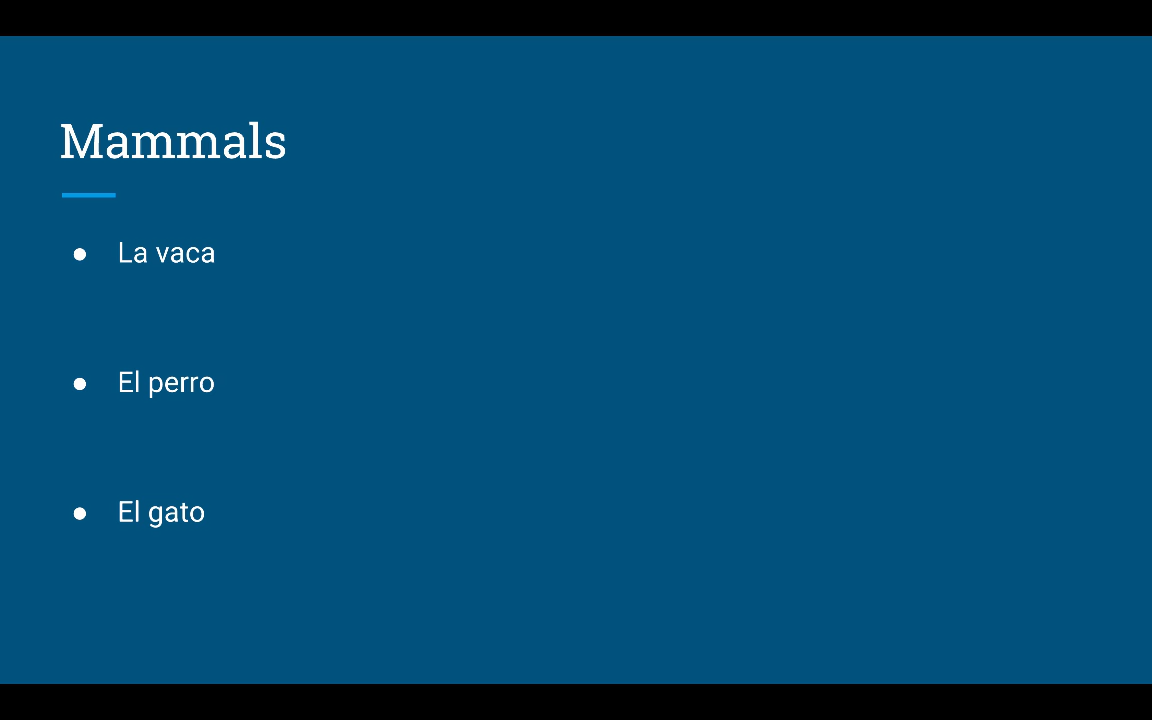 Mammals
● La vaca
● El perro
● El gato